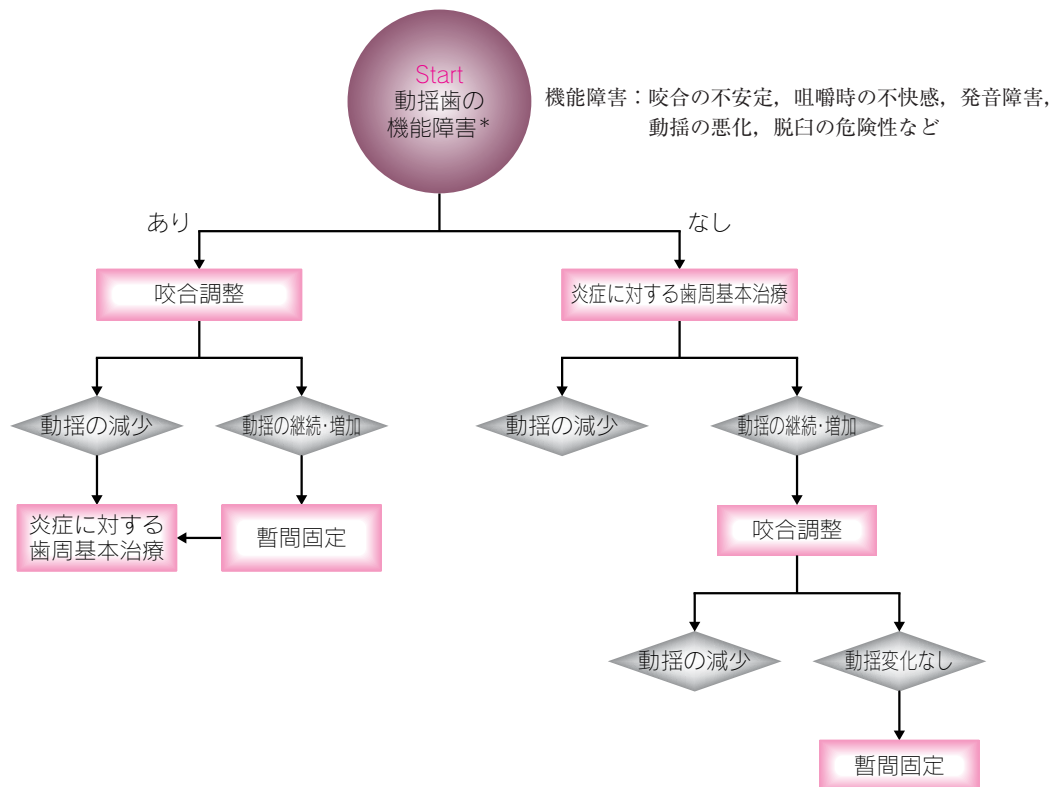 Start
動揺歯の
機能障害*
機能障害：咬合の不安定，咀嚼時の不快感，発音障害，
動揺の悪化，脱臼の危険性など
あり
なし
咬合調整
炎症に対する歯周基本治療
動揺の減少
動揺の継続・増加
動揺の減少
動揺の継続・増加
炎症に対する
歯周基本治療
暫間固定
咬合調整
動揺の減少
動揺変化なし
暫間固定